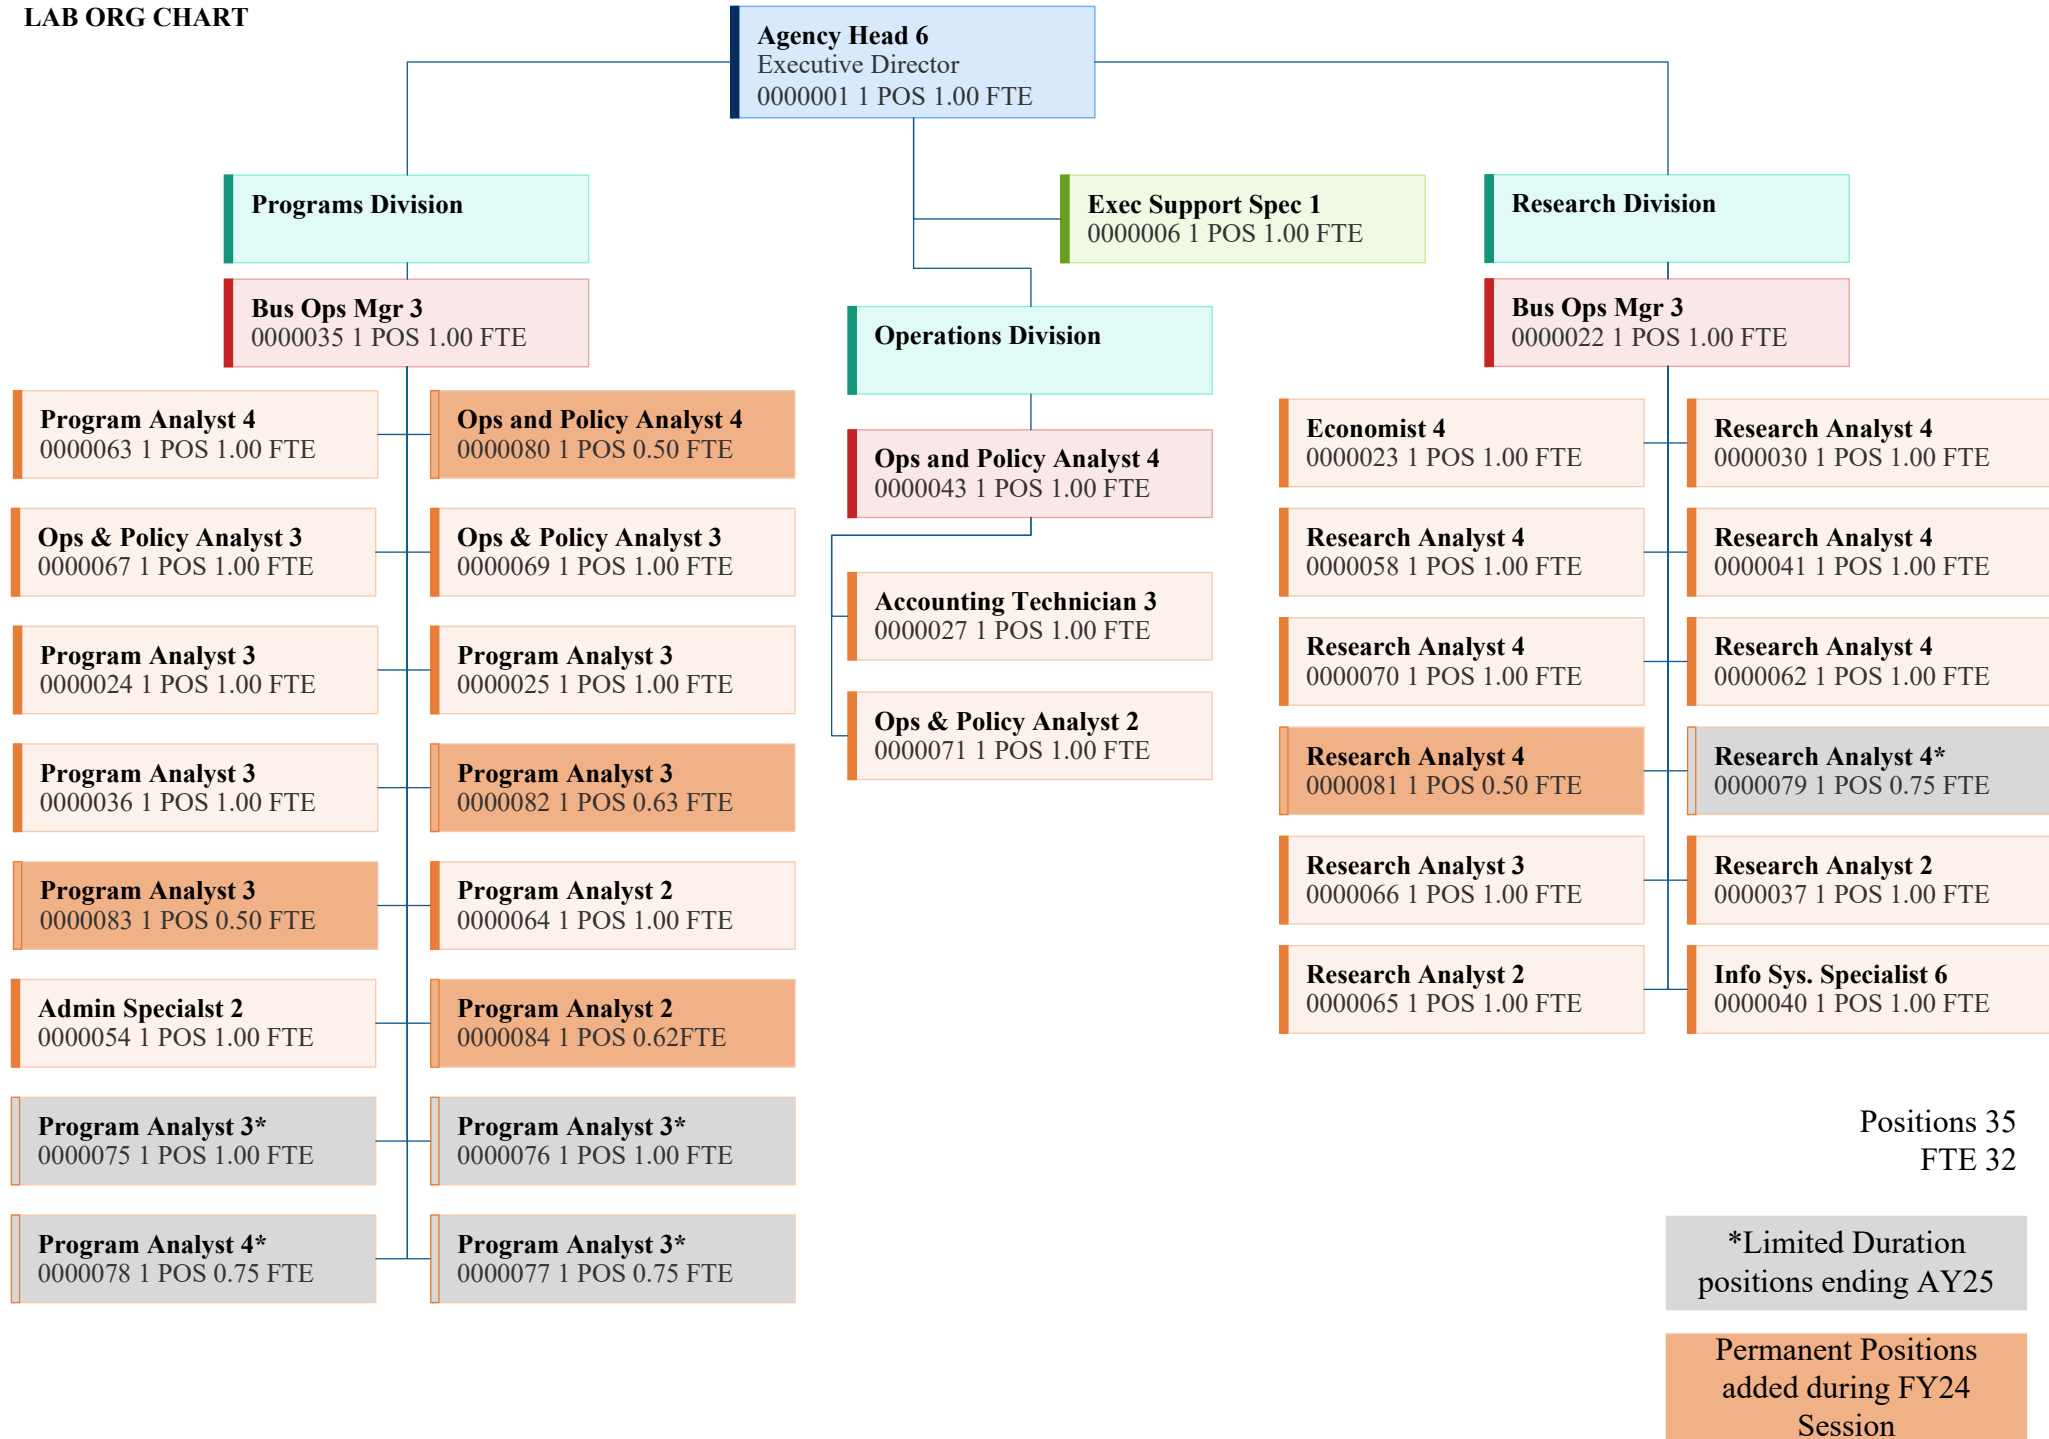 LAB ORG CHART
Agency Head 6
Executive Director
0000001 1 POS 1.00 FTE
Programs Division
Exec Support Spec 1
0000006 1 POS 1.00 FTE
Research Division
Bus Ops Mgr 3
0000035 1 POS 1.00 FTE
Operations Division
Bus Ops Mgr 3
0000022 1 POS 1.00 FTE
Program Analyst 4
0000063 1 POS 1.00 FTE
Ops and Policy Analyst 4
0000080 1 POS 0.50 FTE
Ops & Policy Analyst 3
0000067 1 POS 1.00 FTE
Ops & Policy Analyst 3
0000069 1 POS 1.00 FTE
Program Analyst 3
0000024 1 POS 1.00 FTE
Program Analyst 3
0000025 1 POS 1.00 FTE
Program Analyst 3
0000036 1 POS 1.00 FTE
Program Analyst 3
0000082 1 POS 0.63 FTE
Program Analyst 3
0000083 1 POS 0.50 FTE
Program Analyst 2
0000064 1 POS 1.00 FTE
Admin Specialst 2
0000054 1 POS 1.00 FTE
Program Analyst 2
0000084 1 POS 0.62FTE
Program Analyst 3*
0000075 1 POS 1.00 FTE
Program Analyst 3*
0000076 1 POS 1.00 FTE
Program Analyst 4*
0000078 1 POS 0.75 FTE
Program Analyst 3*
0000077 1 POS 0.75 FTE
Ops and Policy Analyst 4
0000043 1 POS 1.00 FTE
Accounting Technician 3
0000027 1 POS 1.00 FTE
Ops & Policy Analyst 2
0000071 1 POS 1.00 FTE
Economist 4
0000023 1 POS 1.00 FTE
Research Analyst 4
0000030 1 POS 1.00 FTE
Research Analyst 4
0000058 1 POS 1.00 FTE
Research Analyst 4
0000041 1 POS 1.00 FTE
Research Analyst 4
0000070 1 POS 1.00 FTE
Research Analyst 4
0000062 1 POS 1.00 FTE
Research Analyst 4
0000081 1 POS 0.50 FTE
Research Analyst 4*
0000079 1 POS 0.75 FTE
Research Analyst 3
0000066 1 POS 1.00 FTE
Research Analyst 2
0000037 1 POS 1.00 FTE
Research Analyst 2
0000065 1 POS 1.00 FTE
Info Sys. Specialist 6
0000040 1 POS 1.00 FTE
Positions 35
FTE 32
*Limited Duration
positions ending AY25
Permanent Positions
added during FY24
Session